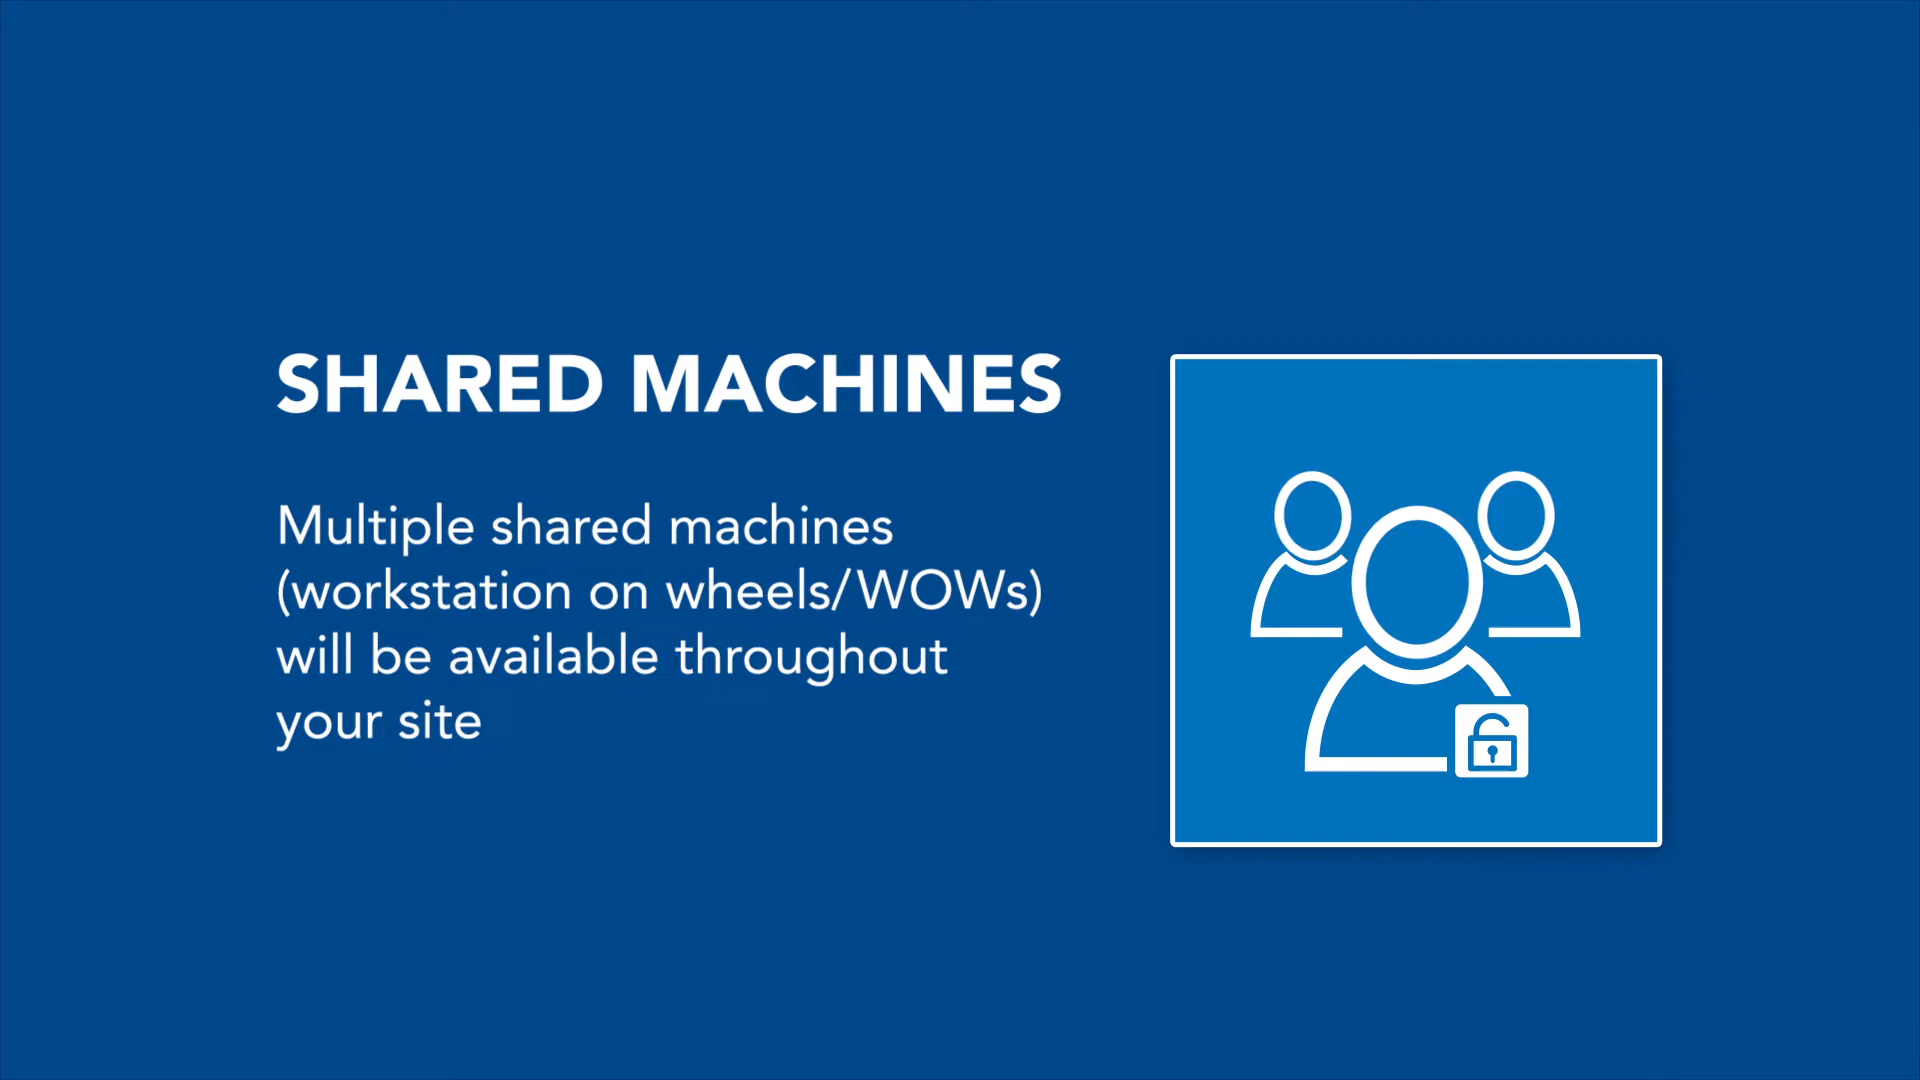 SHARED MACHINES
Multiple shared machines
(workstation on wheels/WOWs)
will be available throughout
your site